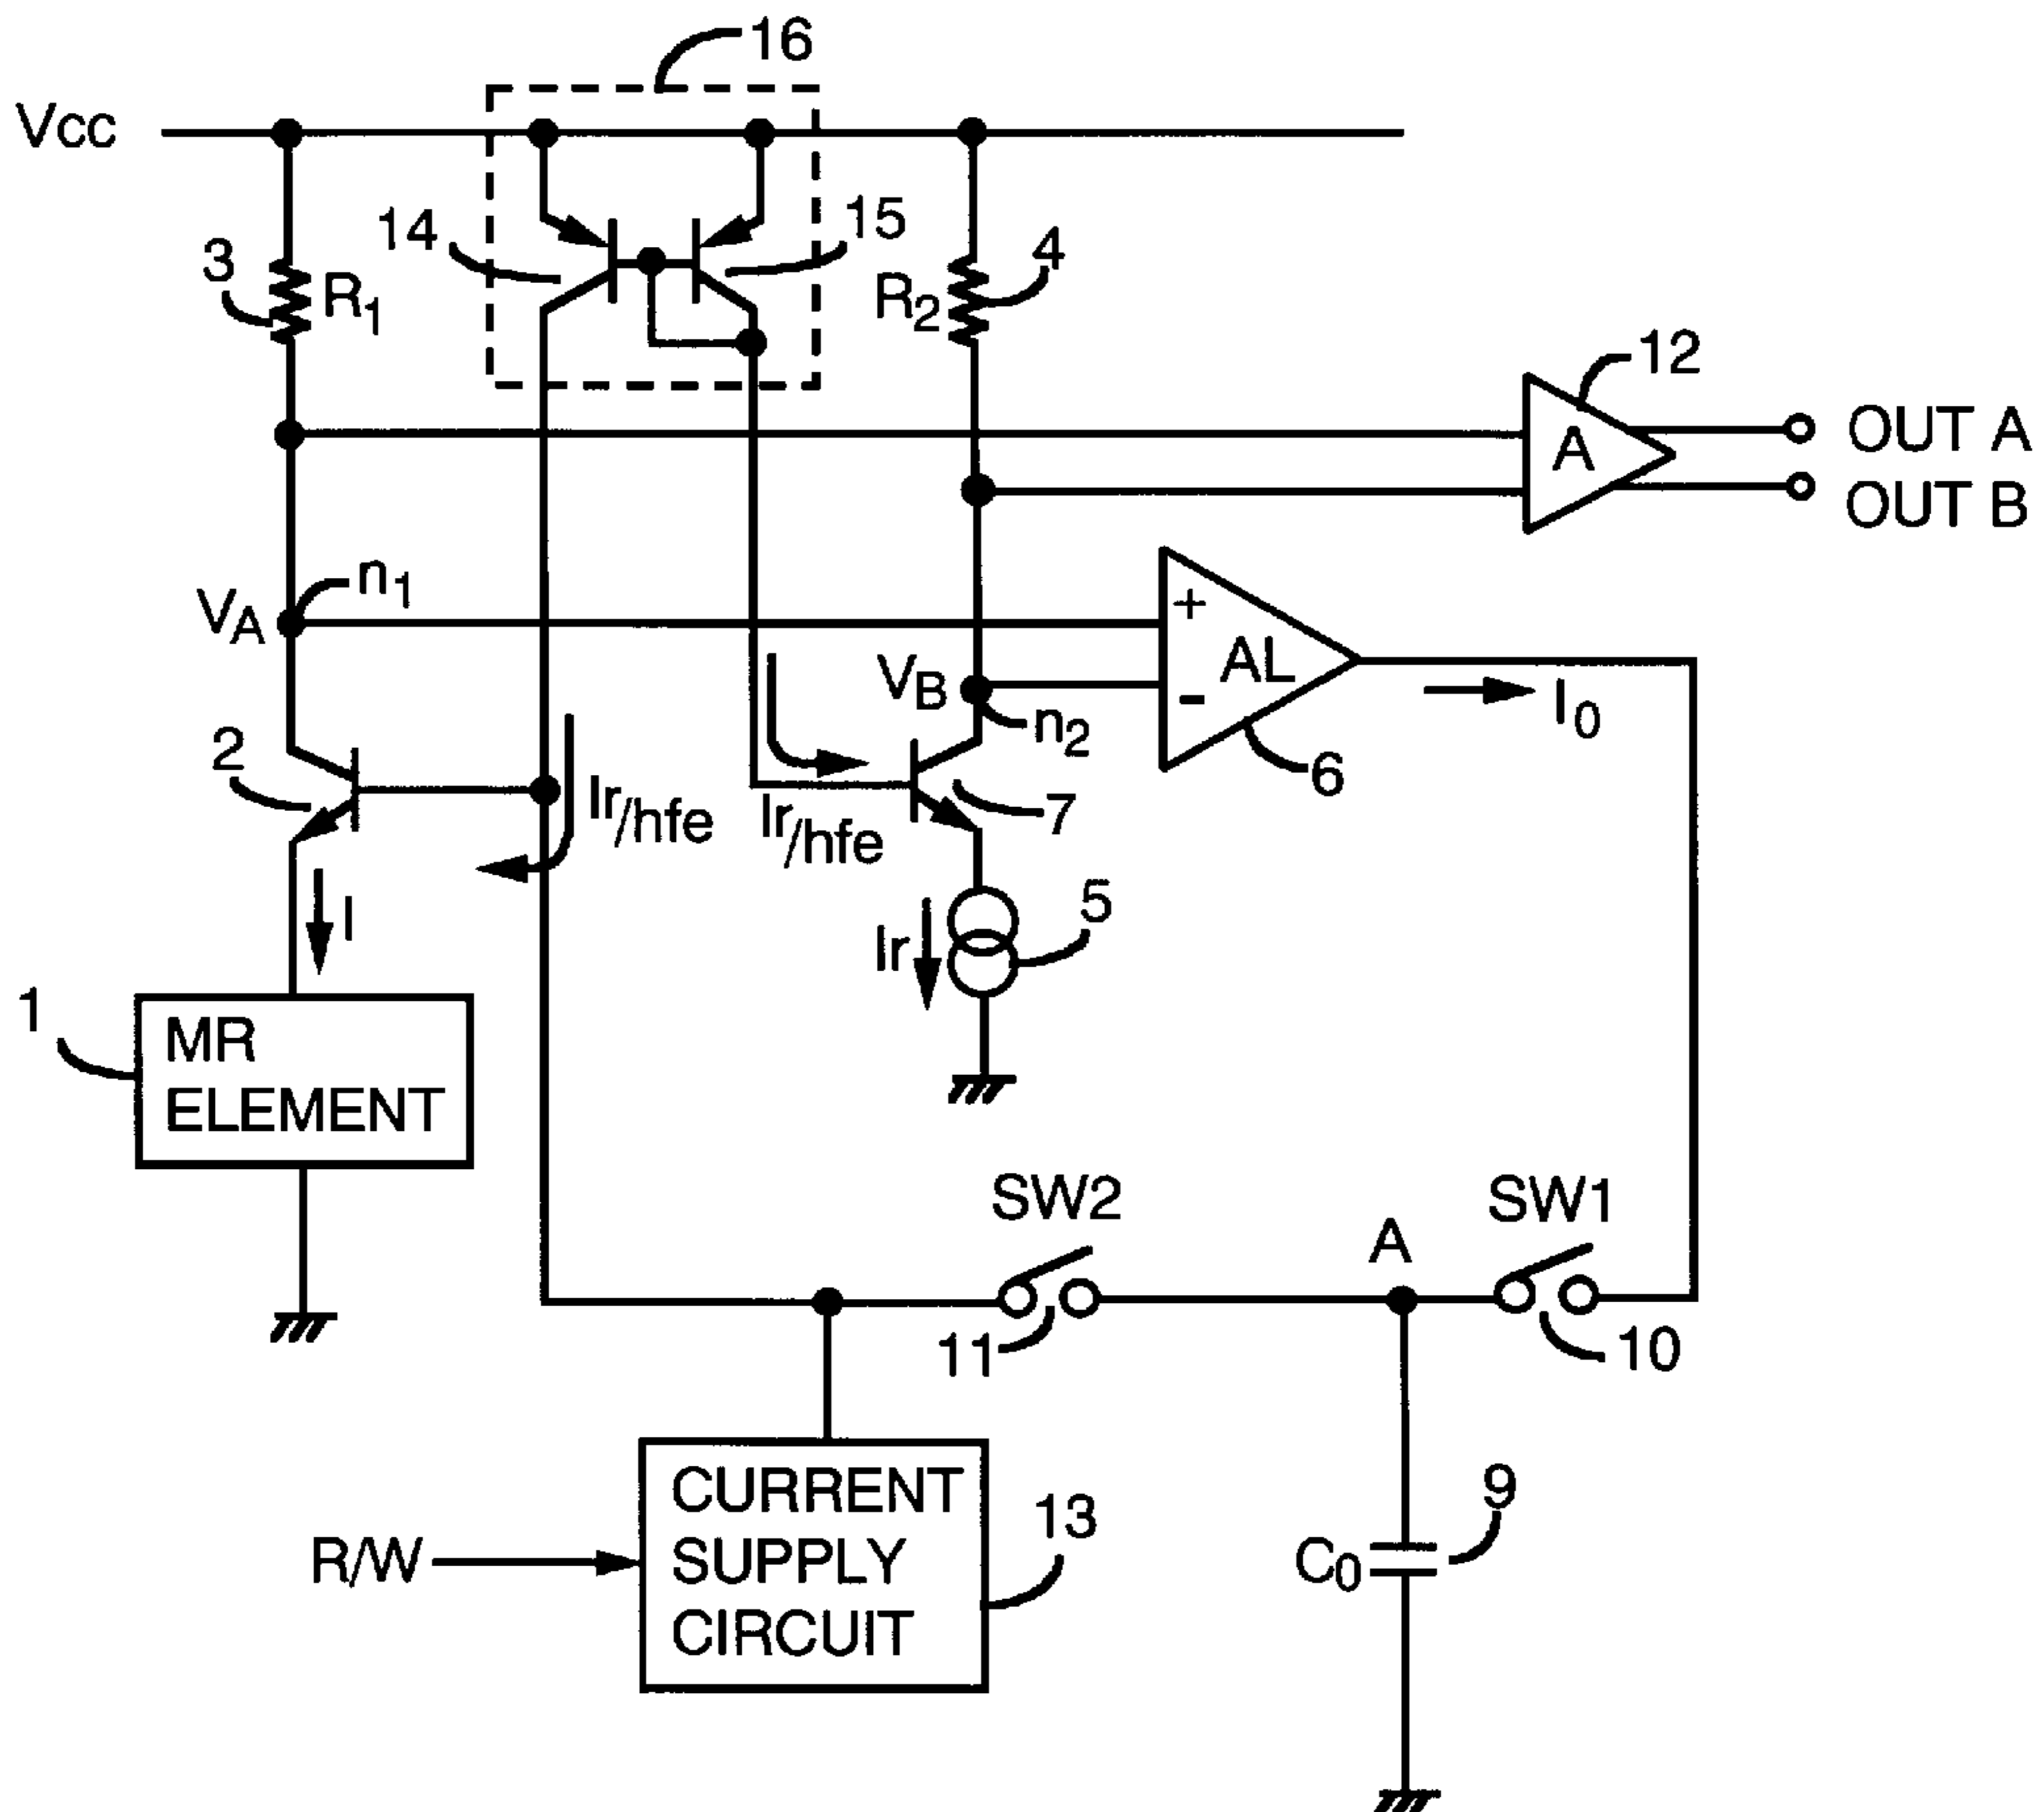 16
Vcc
14
15
3
R1
R2
4
12
A
OUT A
OUT B
n1
VA
+
AL
-
VB
n2
I0
6
2
Ir/hfe
Ir/hfe
7
I
Ir
5
1
MR
ELEMENT
SW2
A
SW1
11
10
CURRENT
SUPPLY
CIRCUIT
13
R/W
C0
9